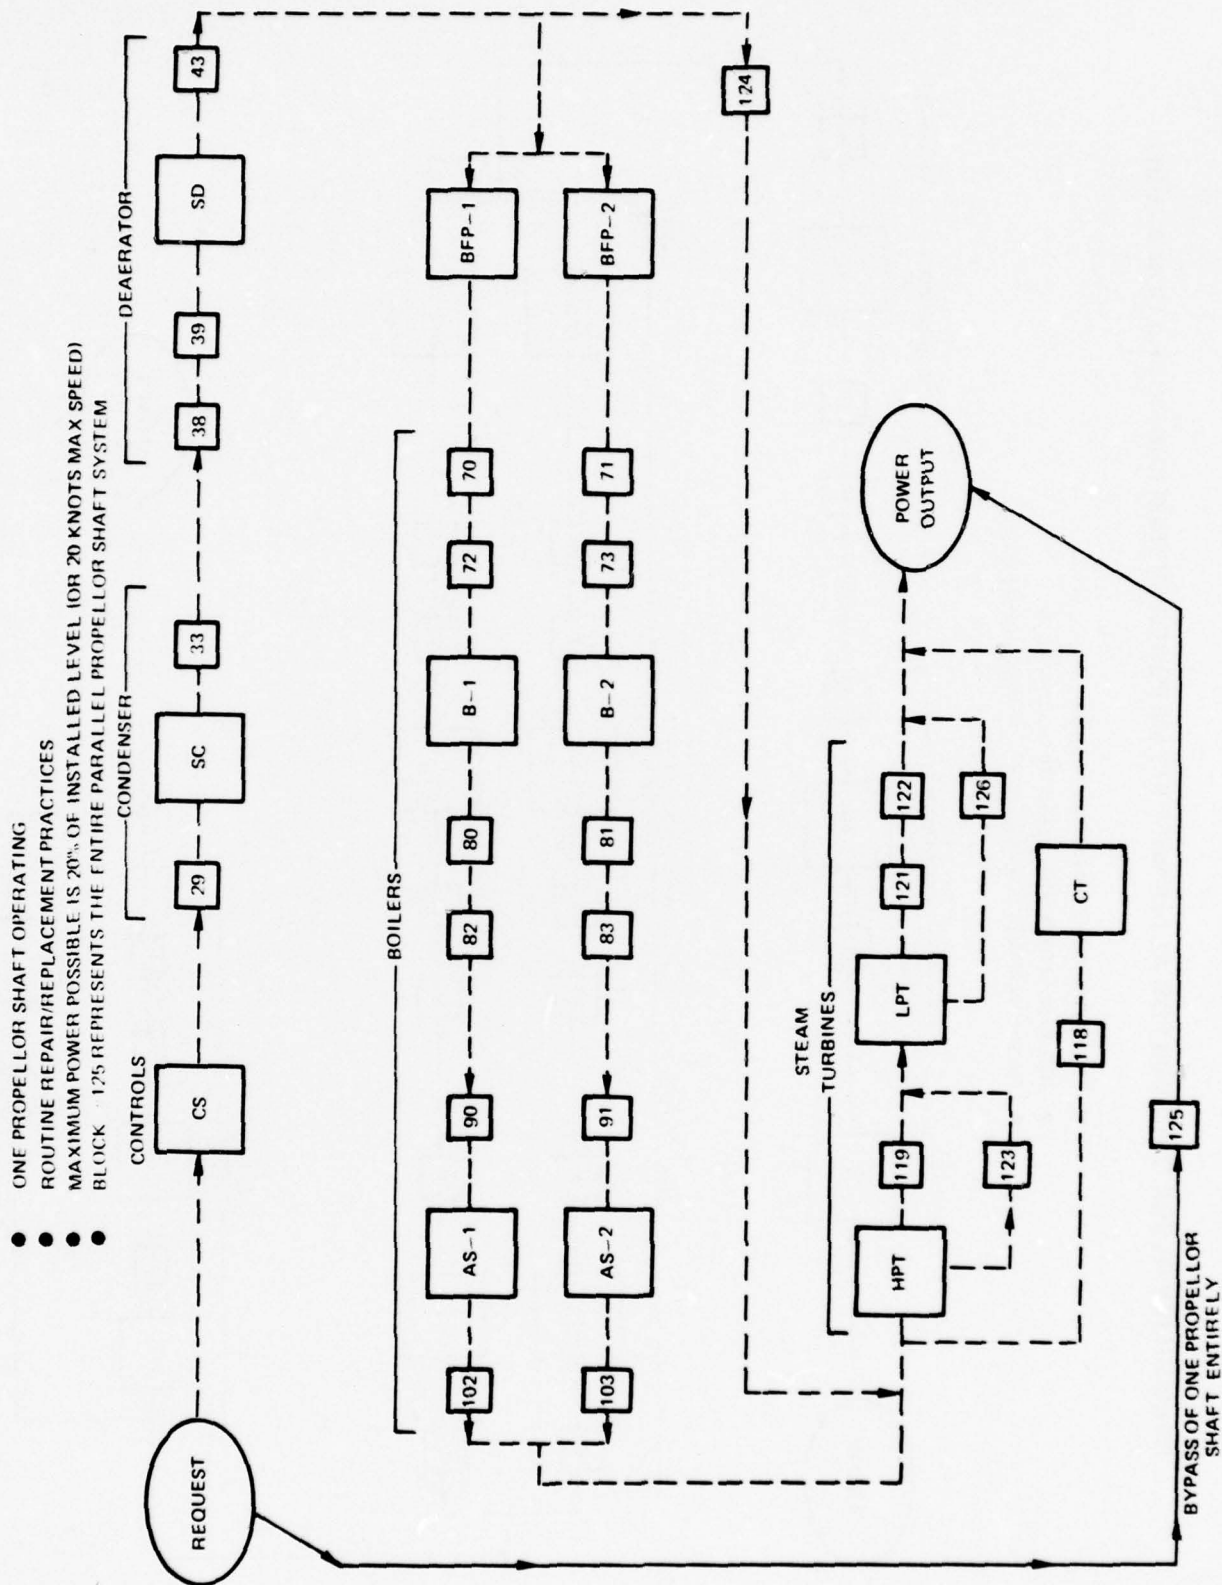 ● ONE PROPELLOR SHAFT OPERATING
● ROUTINE REPAIR/REPLACEMENT PRACTICES
● MAXIMUM POWER POSSIBLE IS 20% OF INSTALLED LEVEL (OR 20 KNOTS MAX SPEED)
● BLOCK - 125 REPRESENTS THE ENTIRE PARALLEL PROPELLOR SHAFT SYSTEM
CONTROLS
CONDENSER
DEAERATOR
REQUEST
CS
29
SC
33
38
39
SD
43
BOILERS
102
AS-1
90
82
80
B-1
72
70
BFP-1
103
AS-2
91
83
81
B-2
73
71
BFP-2
124
STEAM
TURBINES
HPT
119
LPT
121
122
POWER
OUTPUT
123
126
118
CT
125
BYPASS OF ONE PROPELLOR
SHAFT ENTIRELY